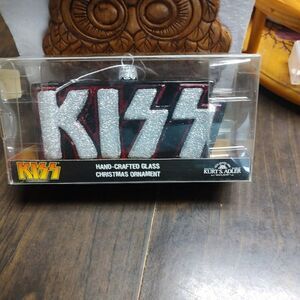 KISS
KISS
HAND-CRAFTED GLASS
CHRISTMAS ORNAMENT
KURT S. ADLER